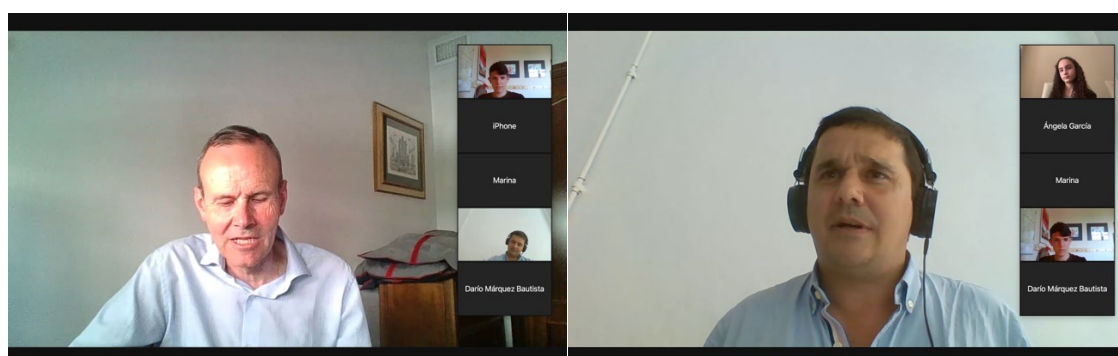 iPhone
Marina
Darío Márquez Bautista
Ángela García
Marina
Darío Márquez Bautista